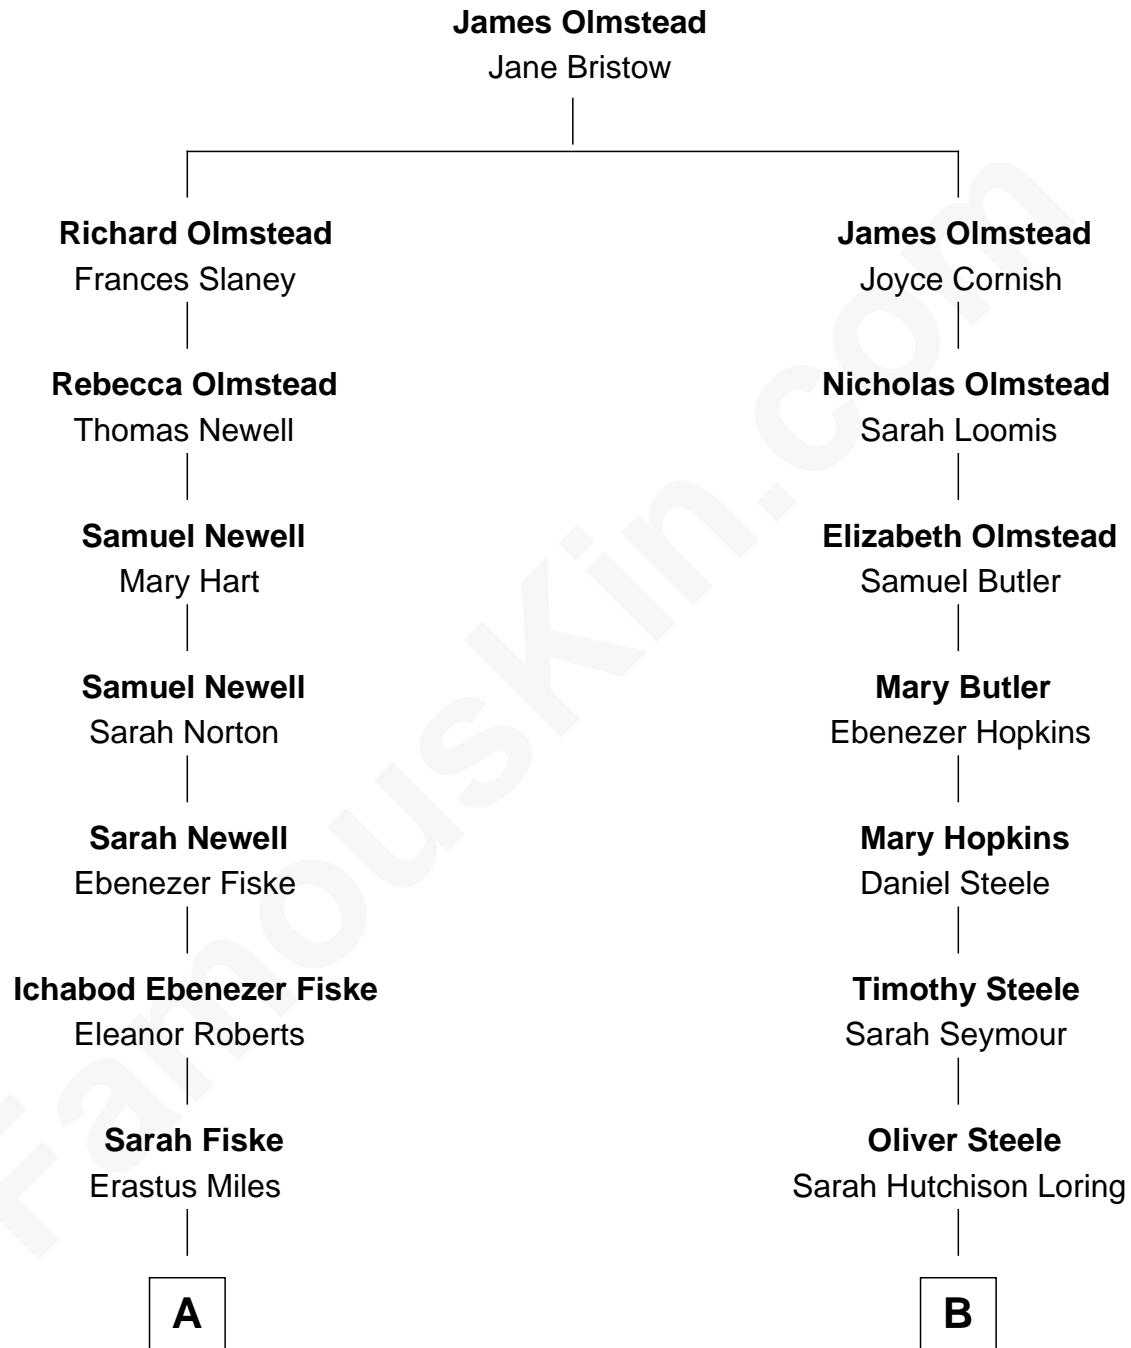 James Olmstead
Jane Bristow
Richard Olmstead
Frances Slaney
James Olmstead
Joyce Cornish
Rebecca Olmstead
Thomas Newell
Nicholas Olmstead
Sarah Loomis
Samuel Newell
Mary Hart
Elizabeth Olmstead
Samuel Butler
Samuel Newell
Sarah Norton
Mary Butler
Ebenezer Hopkins
Sarah Newell
Ebenezer Fiske
Mary Hopkins
Daniel Steele
Ichabod Ebenezer Fiske
Eleanor Roberts
Timothy Steele
Sarah Seymour
Sarah Fiske
Erastus Miles
Oliver Steele
Sarah Hutchison Loring
A
B
FamousKin.com